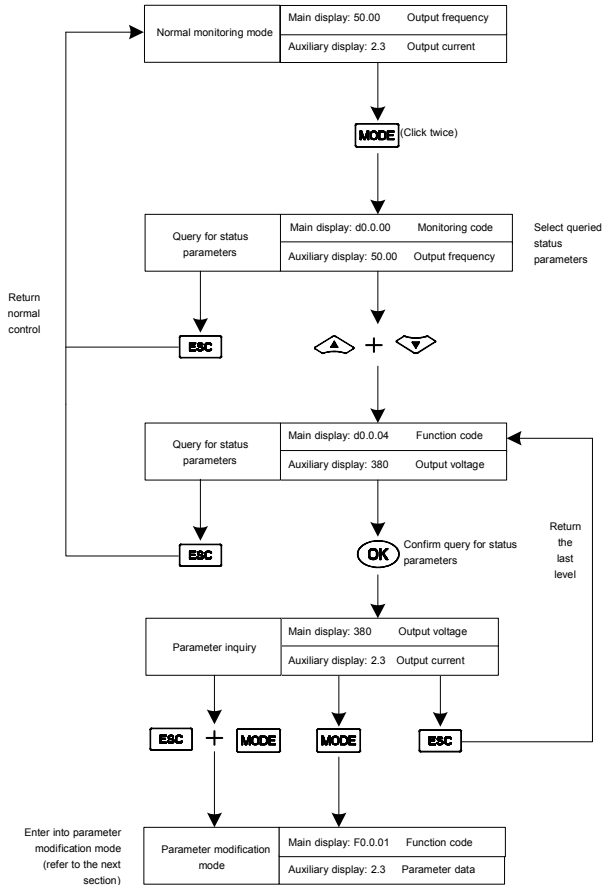 Normal monitoring mode
Main display: 50.00 Output frequency
Auxiliary display: 2.3 Output current
MODE (Click twice)
Query for status
parameters
Main display: d0.0.00 Monitoring code
Auxiliary display: 50.00 Output frequency
Select queried
status
parameters
Return
normal
control
ESC
+
Query for status
parameters
Main display: d0.0.04 Function code
Auxiliary display: 380 Output voltage
ESC
OK
Confirm query for status
parameters
Return
the
last
level
Parameter inquiry
Main display: 380 Output voltage
Auxiliary display: 2.3 Output current
ESC + MODE MODE ESC
Enter into parameter
modification mode
(refer to the next
section)
Parameter modification
mode
Main display: F0.0.01 Function code
Auxiliary display: 2.3 Parameter data